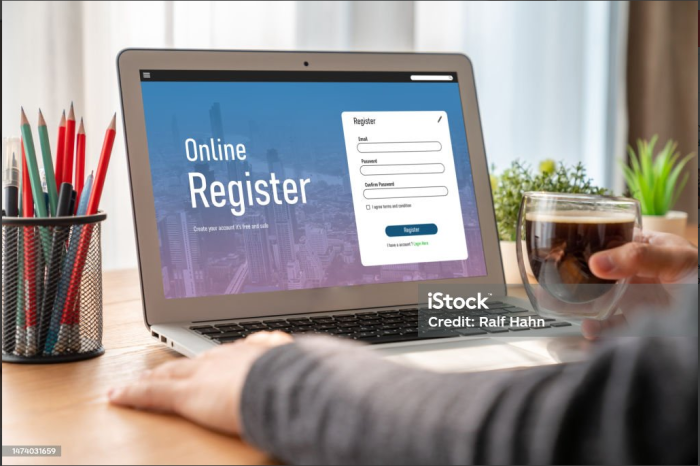 Online
Register
Create your account it's free and safe
Register
Email
Password
Confirm Password
I agree terms and condition
Register
I have a account ? Login Here
iStock
Credit: Ralf Hahn
1474031659